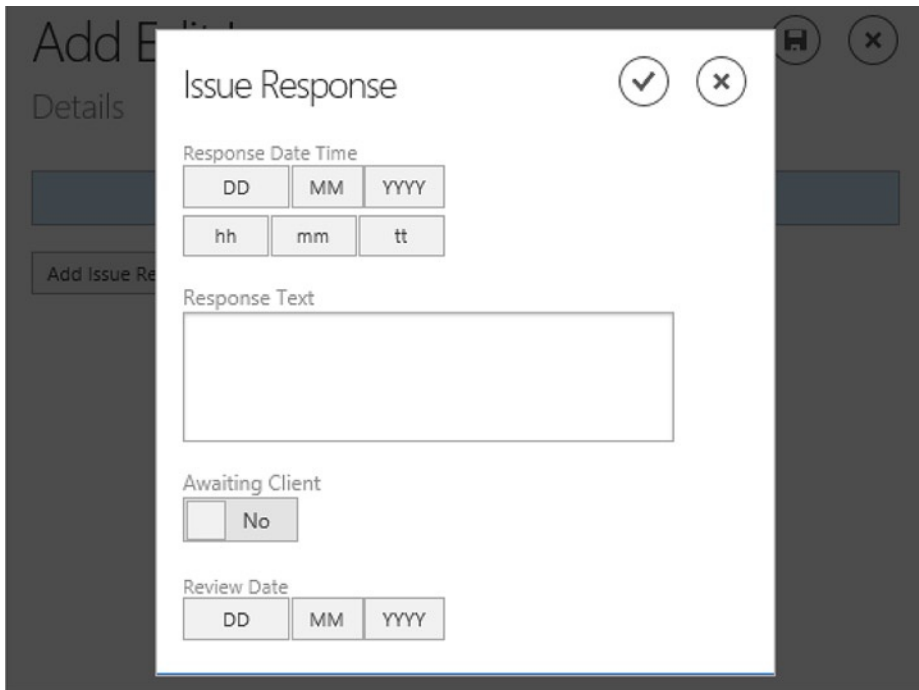 Add Edit
Details
Add Issue Re
Issue Response
Response Date Time
DD MM YYYY
hh mm tt
Response Text
Awaiting Client
No
Review Date
DD MM YYYY